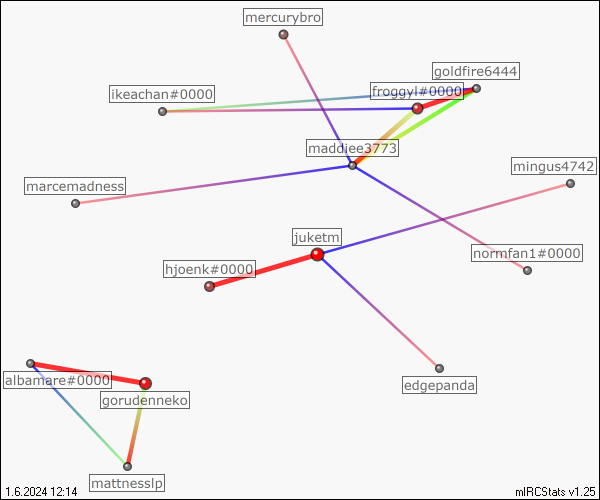 mercurybro
goldfire6444
ikeachan#0000
froggyl#0000
maddiee3773
mingus4742
marcemadness
juketm
normfan1#0000
hjoenk#0000
albamare#0000
edgepanda
gorudenneko
mattnesslp
1.6.2024 12:14
mIRCStats v1.25